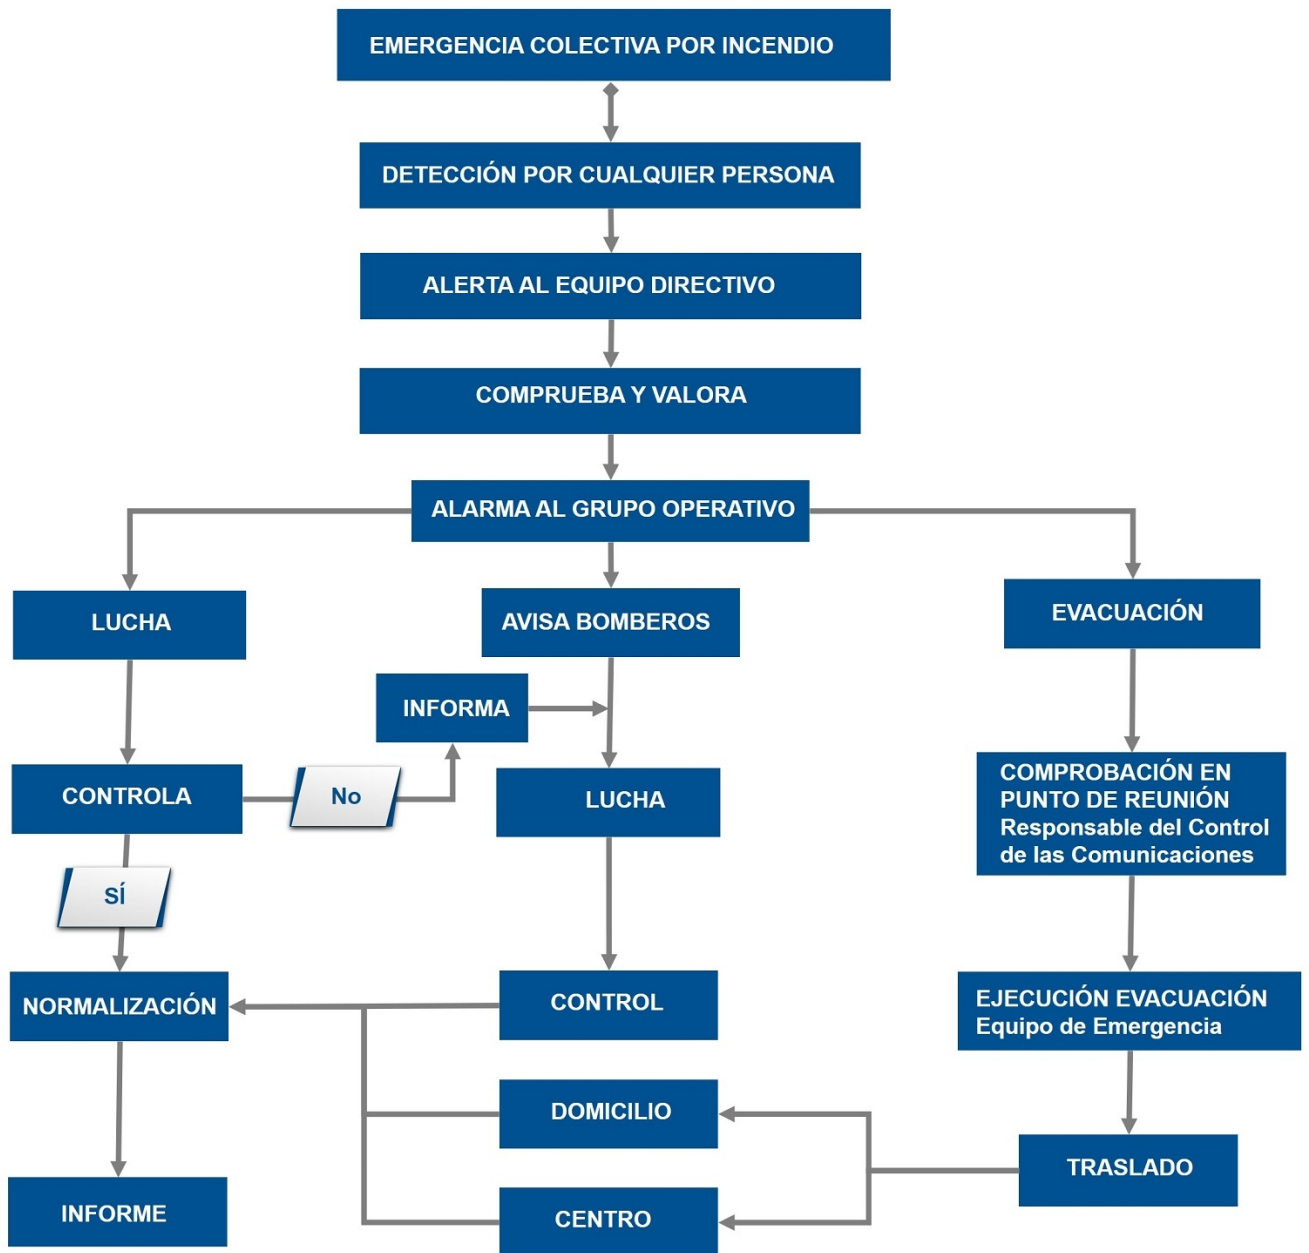 EMERGENCIA COLECTIVA POR INCENDIO
DETECCIÓN POR CUALQUIER PERSONA
ALERTA AL EQUIPO DIRECTIVO
COMPRUEBA Y VALORA
ALARMA AL GRUPO OPERATIVO
LUCHA
AVISA BOMBEROS
EVACUACIÓN
INFORMA
CONTROLA
No
LUCHA
COMPROBACIÓN EN
PUNTO DE REUNIÓN
Responsable del Control
de las Comunicaciones
SÍ
NORMALIZACIÓN
CONTROL
EJECUCIÓN EVACUACIÓN
Equipo de Emergencia
DOMICILIO
TRASLADO
INFORME
CENTRO